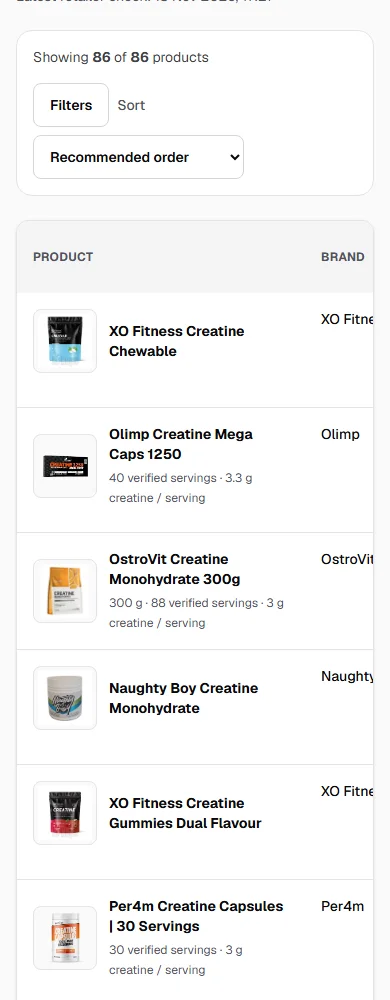 Showing 86 of 86 products
Filters
Sort
Recommended order
PRODUCT
BRAND
XO Fitness Creatine
Chewable
XO Fitne
Olimp Creatine Mega
Caps 1250
40 verified servings · 3.3 g
creatine / serving
Olimp
OstroVit Creatine
Monohydrate 300g
300 g · 88 verified servings · 3 g
creatine / serving
OstroVit
Naughty Boy Creatine
Monohydrate
Naughty
XO Fitness Creatine
Gummies Dual Flavour
XO Fitne
Per4m Creatine Capsules
| 30 Servings
30 verified servings · 3 g
creatine / serving
Per4m